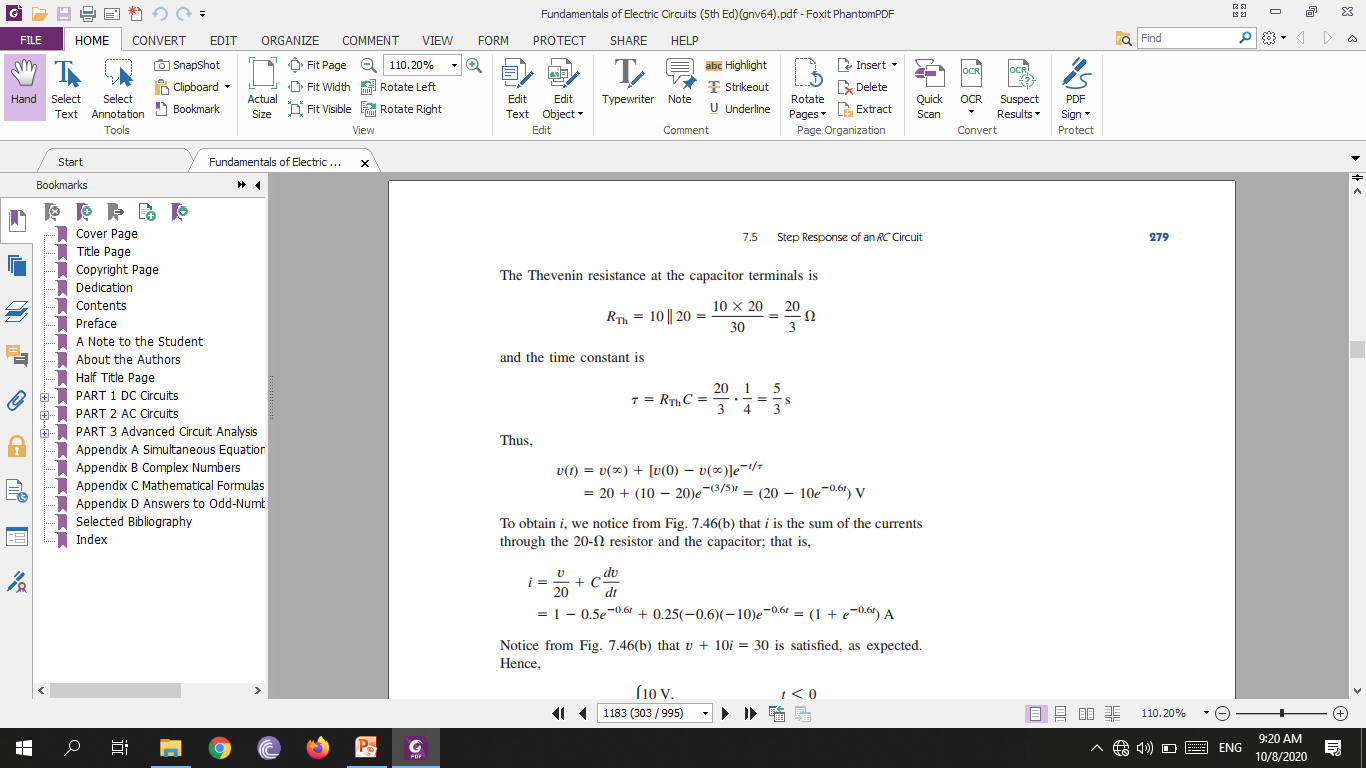 Fundamentals of Electric Circuits (5th Ed)(gnv64).pdf - Foxit PhantomPDF
FILE HOME CONVERT EDIT ORGANIZE COMMENT VIEW FORM PROTECT SHARE HELP Find
Hand
Select Text
Select Annotation
SnapShot
Clipboard
Bookmark
Tools
Actual Size
Fit Page
Fit Width
Fit Visible
110.20%
Rotate Left
Rotate Right
View
Edit Text
Edit Object
Edit
Typewriter
Note
abc Highlight
Strikeout
U Underline
Comment
Rotate Pages
Insert
Delete
Extract
Page Organization
Quick Scan
OCR
OCR
OCR
Suspect Results
Convert
PDF Sign
Protect
Start
Fundamentals of Electric ...
Bookmarks
Cover Page
Title Page
Copyright Page
Dedication
Contents
Preface
A Note to the Student
About the Authors
Half Title Page
PART 1 DC Circuits
PART 2 AC Circuits
PART 3 Advanced Circuit Analysis
Appendix A Simultaneous Equation
Appendix B Complex Numbers
Appendix C Mathematical Formulas
Appendix D Answers to Odd-Numb
Selected Bibliography
Index
7.5 Step Response of an RC Circuit 279
The Thevenin resistance at the capacitor terminals is
R_Th = 10 ‖ 20 = (10 × 20)/30 = 20/3 Ω
and the time constant is
τ = R_Th C = 20/3 · 1/4 = 5/3 s
Thus,
v(t) = v(∞) + [v(0) − v(∞)]e^(−t/τ)
= 20 + (10 − 20)e^(−(3/5)t) = (20 − 10e^(−0.6t)) V
To obtain i, we notice from Fig. 7.46(b) that i is the sum of the currents
through the 20-Ω resistor and the capacitor; that is,
i = v/20 + C dv/dt
= 1 − 0.5e^(−0.6t) + 0.25(−0.6)(−10)e^(−0.6t) = (1 + e^(−0.6t)) A
Notice from Fig. 7.46(b) that v + 10i = 30 is satisfied, as expected.
Hence,
{10 V, t < 0
1183 (303 / 995)
110.20%
ENG
9:20 AM
10/8/2020